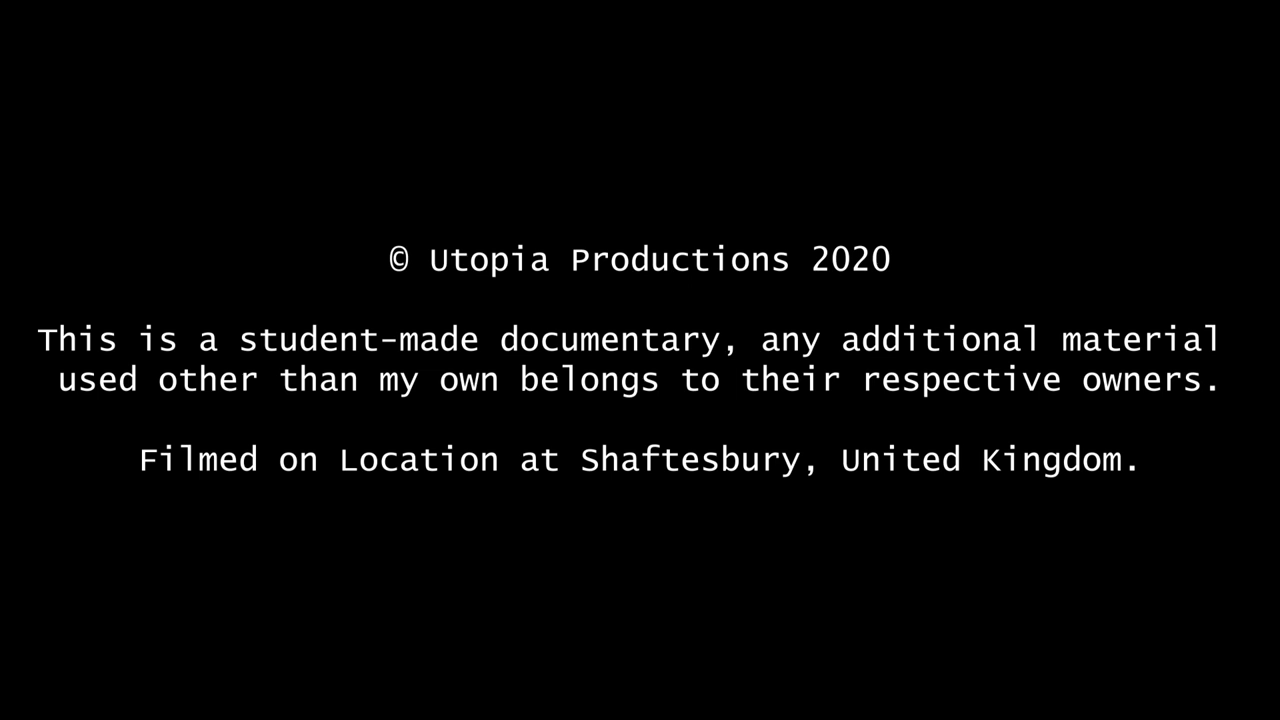 © Utopia Productions 2020
This is a student-made documentary, any additional material
used other than my own belongs to their respective owners.
Filmed on Location at Shaftesbury, United Kingdom.